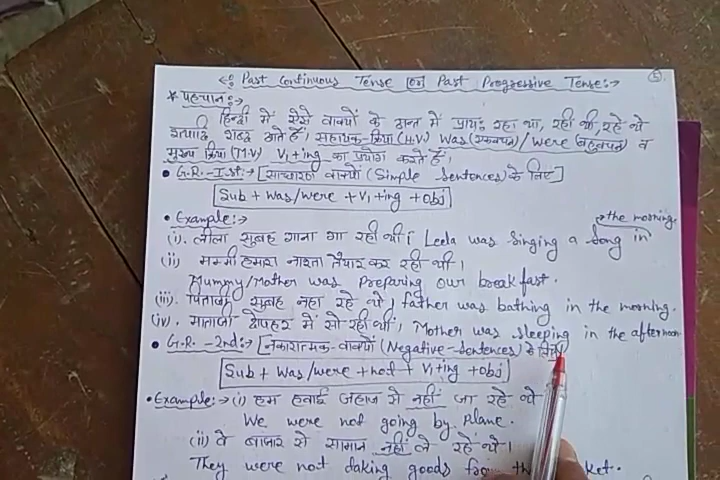 Past Continuous Tense (OR) Past Progressive Tense:→ (5)
* पहचान:→
हिन्दी में ऐसे वाक्यों के अन्त में प्रायः रहा था, रही थी, रहे थे
इत्यादि शब्द आते हैं। सहायक-क्रिया (H.V) Was (एकवचन)/Were (बहुवचन) व
मुख्य क्रिया (M.V) V₁+ing का प्रयोग करते हैं।
• G.R.-Ist:→ [साधारण वाक्यों (Simple Sentences) के लिए]
Sub + was/were + V₁ + ing + obj
• Example:→ the morning.
(i). लीला सुबह गाना गा रही थी। Leela was singing a song in
(ii) मम्मी हमारा नाश्ता तैयार कर रही थी।
Mummy/Mother was preparing our breakfast.
(iii). पिताजी सुबह नहा रहे थे। father was bathing in the morning.
(iv). माताजी दोपहर में सो रही थीं, Mother was sleeping in the afternoon
• G.R.-2nd:→ [नकारात्मक-वाक्यों (Negative-Sentences) के
Sub + was/were + not + V₁ + ing + obj
• Example:→ (i) हम हवाई जहाज से नहीं जा रहे थे
We were not going by plane.
(ii) वे बाजार से सामान नहीं ले रहे थे।
They were not taking goods from